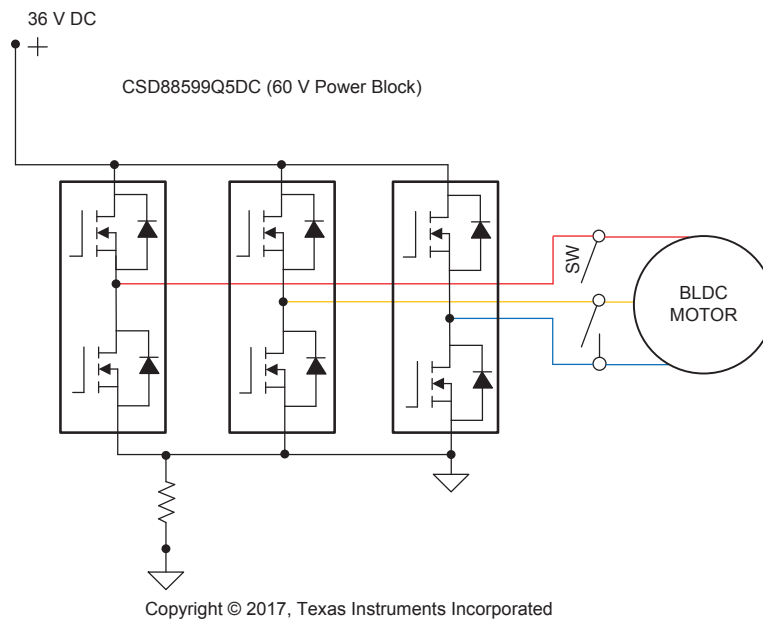 36 V DC
+
CSD88599Q5DC (60 V Power Block)
SW
BLDC
MOTOR
Copyright © 2017, Texas Instruments Incorporated